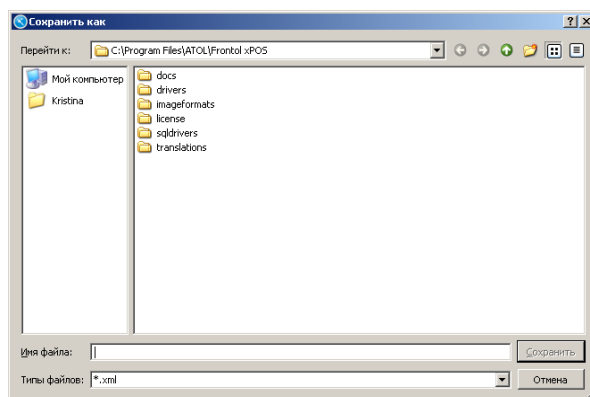 Сохранить как
Перейти к: C:\Program Files\ATOL\Frontol xPOS
Мой компьютер
Kristina
docs
drivers
imageformats
license
sqldrivers
translations
Имя файла: Сохранить
Типы файлов: *.xml Отмена